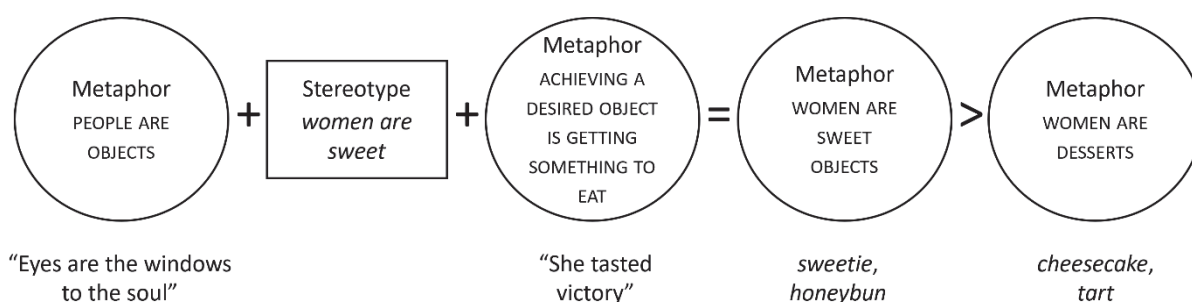 Metaphor
PEOPLE ARE
OBJECTS
+
Stereotype
women are
sweet
+
Metaphor
ACHIEVING A
DESIRED OBJECT
IS GETTING
SOMETHING TO
EAT
=
Metaphor
WOMEN ARE
SWEET
OBJECTS
>
Metaphor
WOMEN ARE
DESSERTS
“Eyes are the windows
to the soul”
“She tasted
victory”
sweetie,
honeybun
cheesecake,
tart